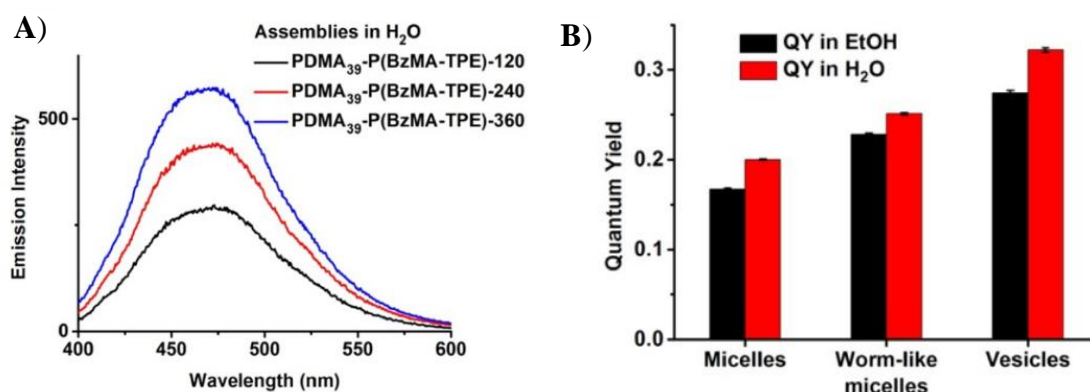 A)
Assemblies in H₂O
PDMA₃₉-P(BzMA-TPE)-120
PDMA₃₉-P(BzMA-TPE)-240
PDMA₃₉-P(BzMA-TPE)-360
Emission Intensity
500
0
400 450 500 550 600
Wavelength (nm)
B)
QY in EtOH
QY in H₂O
Quantum Yield
0.3
0.2
0.1
0.0
Micelles Worm-like Vesicles
micelles